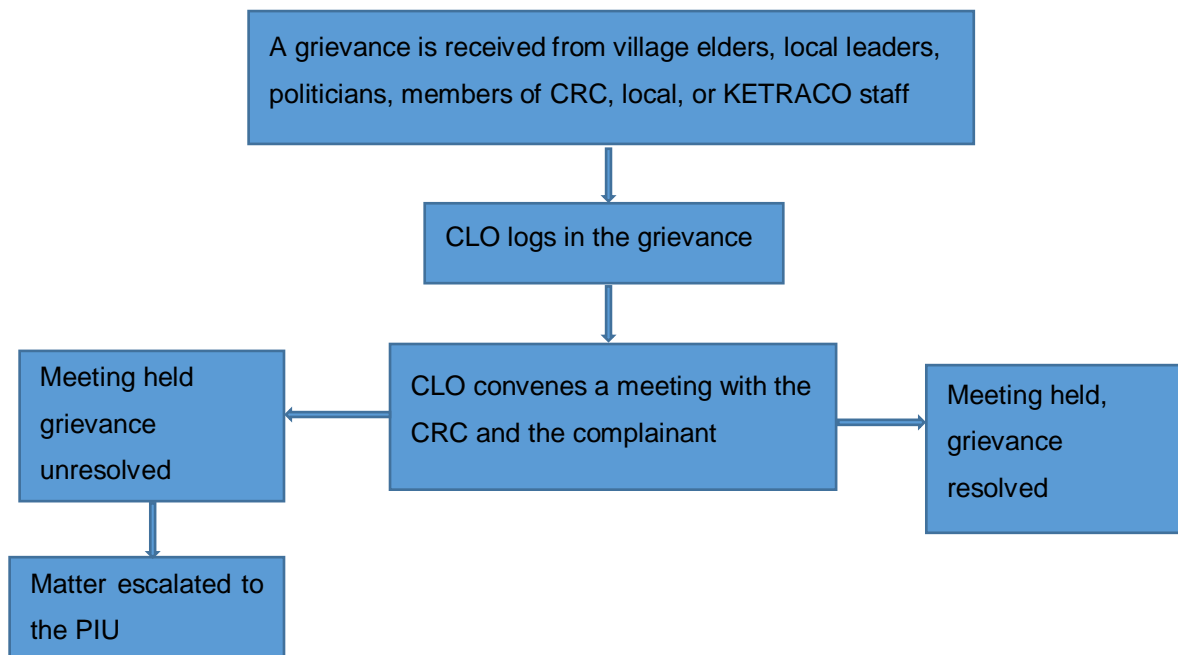 A grievance is received from village elders, local leaders,
politicians, members of CRC, local, or KETRACO staff
CLO logs in the grievance
Meeting held
grievance
unresolved
CLO convenes a meeting with the
CRC and the complainant
Meeting held,
grievance
resolved
Matter escalated to
the PIU